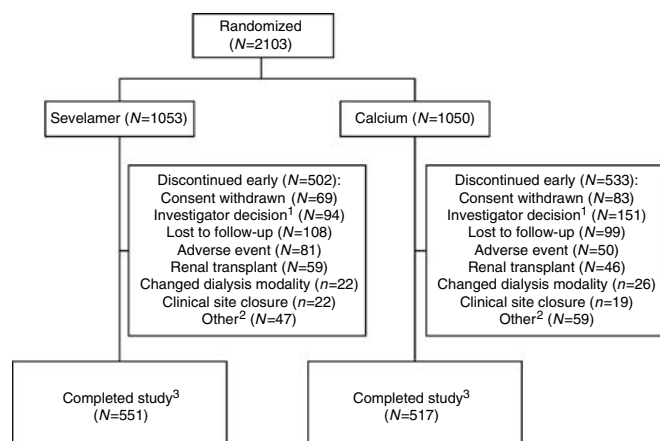 Randomized
(N=2103)
Sevelamer (N=1053)
Calcium (N=1050)
Discontinued early (N=502):
Consent withdrawn (N=69)
Investigator decision¹ (N=94)
Lost to follow-up (N=108)
Adverse event (N=81)
Renal transplant (N=59)
Changed dialysis modality (n=22)
Clinical site closure (n=22)
Other² (N=47)
Discontinued early (N=533):
Consent withdrawn (N=83)
Investigator decision¹ (N=151)
Lost to follow-up (N=99)
Adverse event (N=50)
Renal transplant (N=46)
Changed dialysis modality (n=26)
Clinical site closure (n=19)
Other² (N=59)
Completed study³
(N=551)
Completed study³
(N=517)